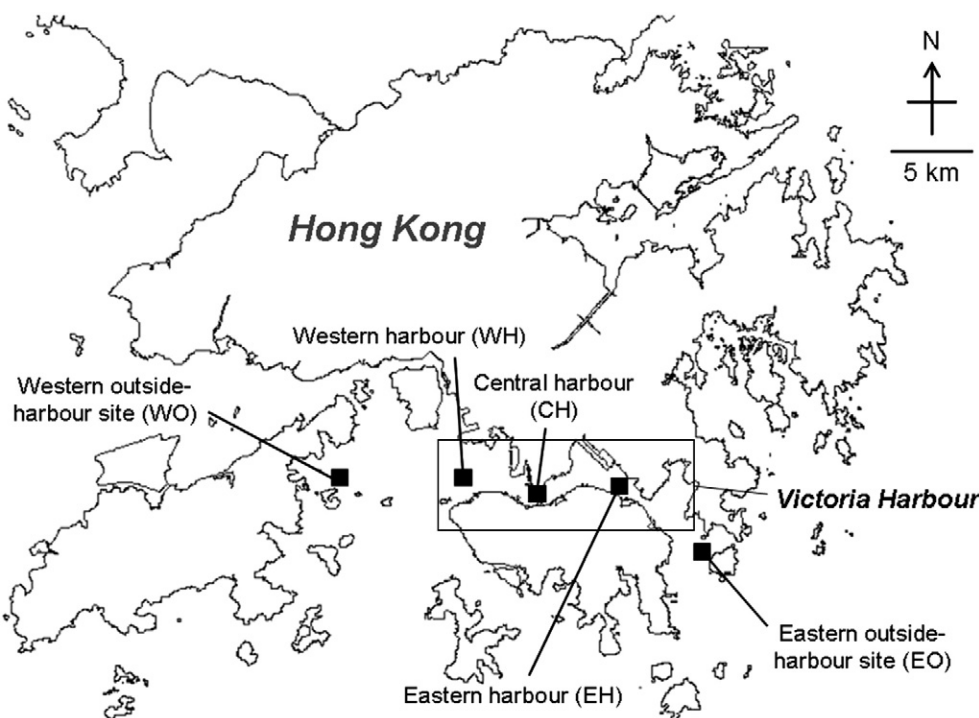 N
5 km
Hong Kong
Western harbour (WH)
Central harbour
(CH)
Western outside-
harbour site (WO)
Victoria Harbour
Eastern outside-
harbour site (EO)
Eastern harbour (EH)